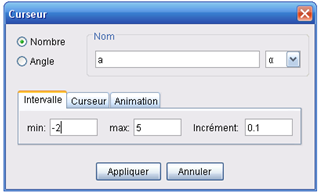 Curseur
Nombre
Angle
Nom
a
α
Intervalle Curseur Animation
min: -2 max: 5 Incrément: 0.1
Appliquer Annuler